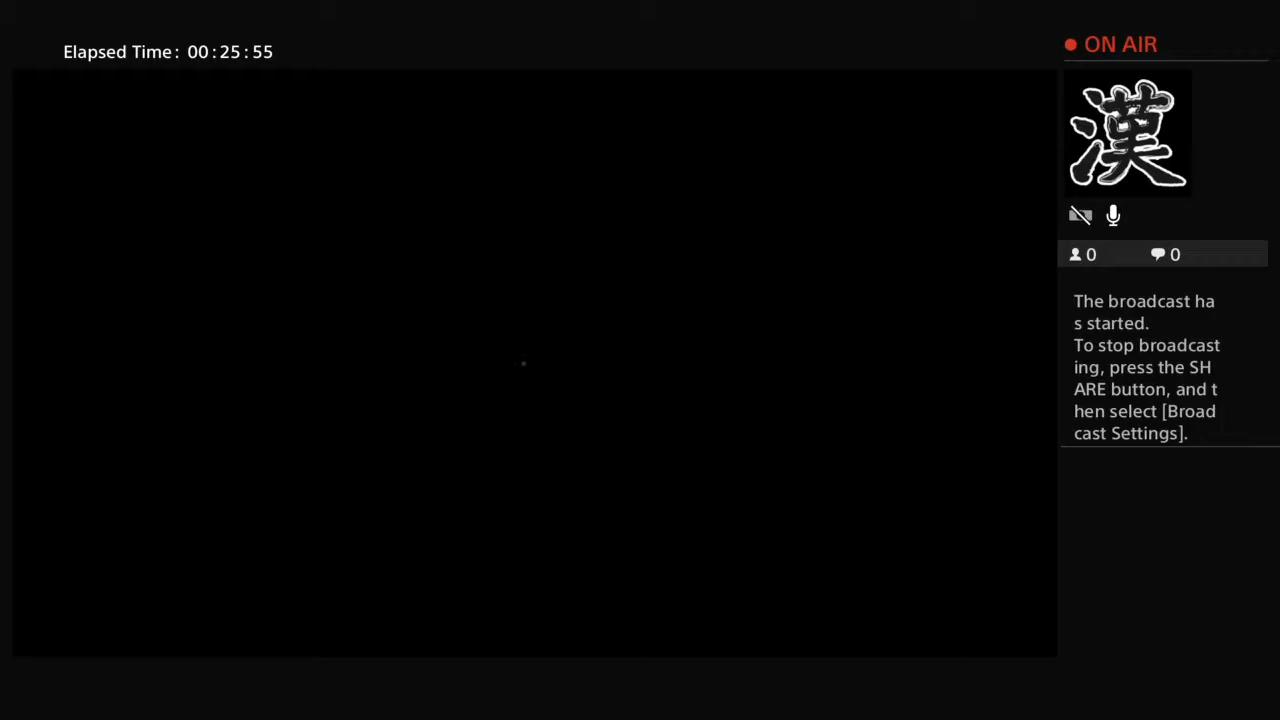 Elapsed Time: 00:25:55
ON AIR
漢
0 0
The broadcast ha
s started.
To stop broadcast
ing, press the SH
ARE button, and t
hen select [Broad
cast Settings].